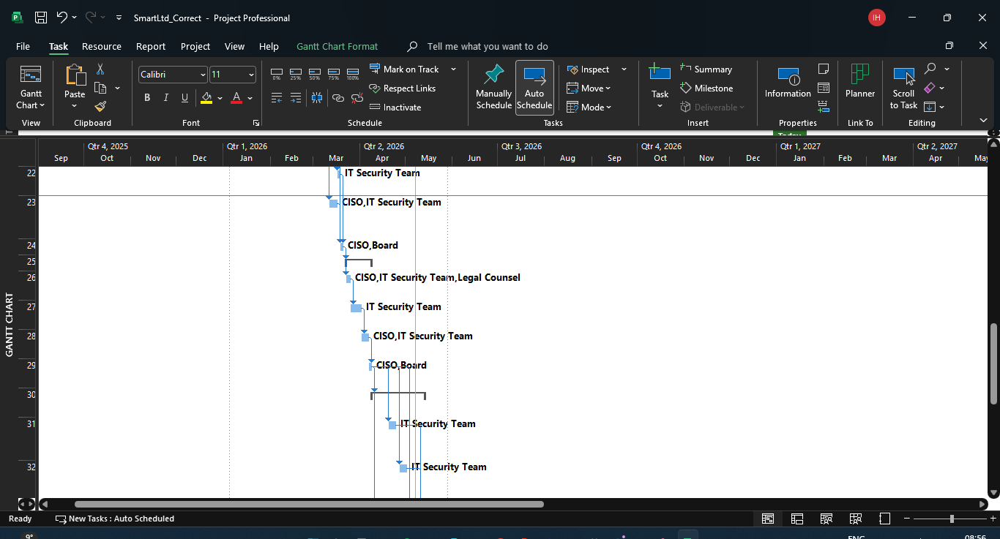 SmartLtd_Correct - Project Professional
IH
File Task Resource Report Project View Help Gantt Chart Format Tell me what you want to do
Gantt Chart
View
Paste
Clipboard
Calibri 11
B I U A
Font
0% 25% 50% 75% 100%
Mark on Track
Respect Links
Inactivate
Schedule
Manually Schedule
Auto Schedule
Inspect
Move
Mode
Tasks
Task
Summary
Milestone
Deliverable
Insert
Information
Properties
Planner
Link To
Scroll to Task
Editing
Today
Qtr 4, 2025 Qtr 1, 2026 Qtr 2, 2026 Qtr 3, 2026 Qtr 4, 2026 Qtr 1, 2027 Qtr 2, 2027
Sep Oct Nov Dec Jan Feb Mar Apr May Jun Jul Aug Sep Oct Nov Dec Jan Feb Mar Apr May
GANTT CHART
22 IT Security Team
23 CISO,IT Security Team
24 CISO,Board
25
26 CISO,IT Security Team,Legal Counsel
27 IT Security Team
28 CISO,IT Security Team
29 CISO,Board
30
31 IT Security Team
32 IT Security Team
Ready New Tasks : Auto Scheduled
9° ENG 08:56